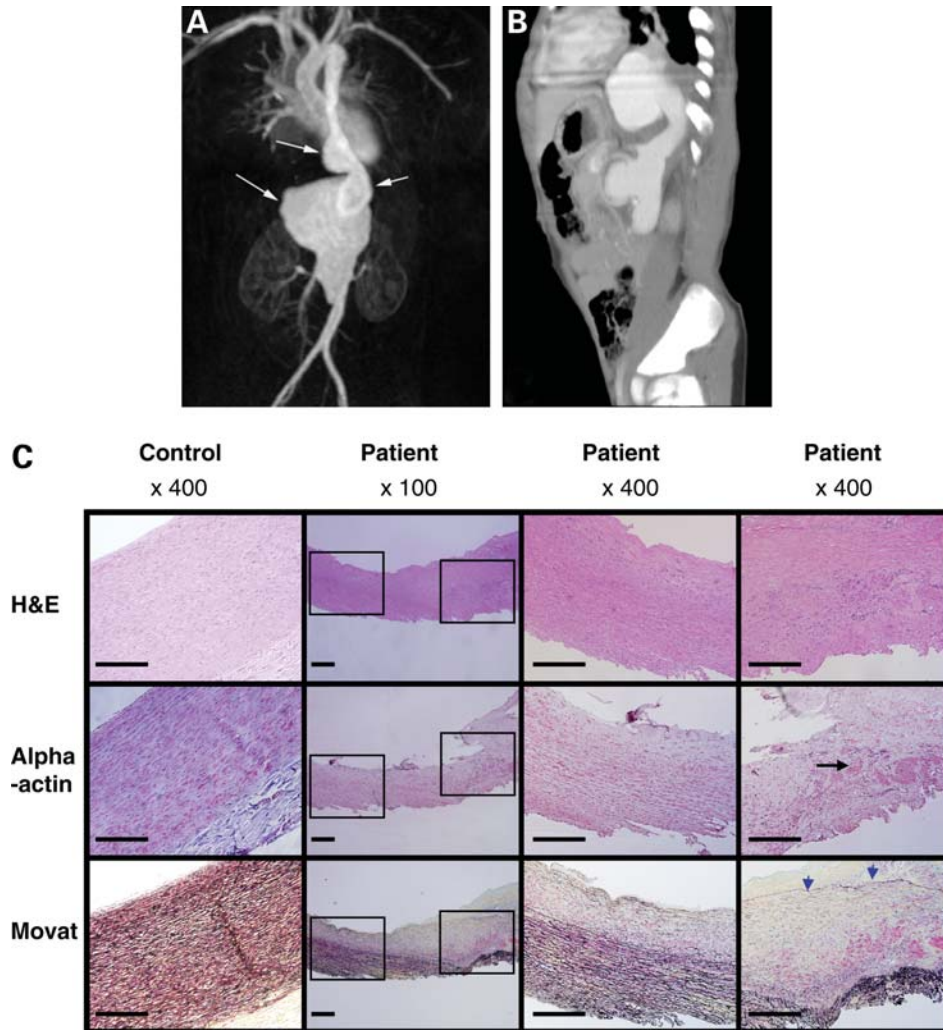 A
B
C
Control
Patient
Patient
Patient
x 400
x 100
x 400
x 400
H&E
Alpha
-actin
Movat